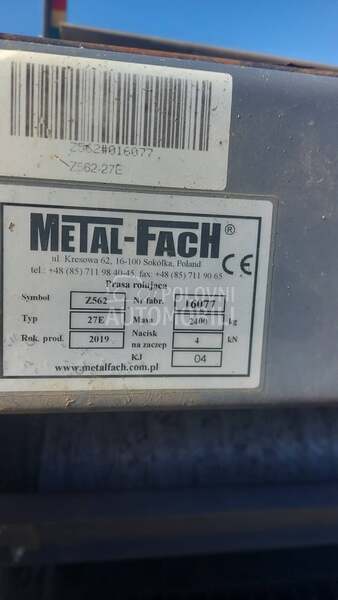 Z562#016077
Z562 27E
METAL-FACH®
ul. Kresowa 62, 16-100 Sokółka, Poland
tel.: +48 (85) 711 98 40-45, fax: +48 (85) 711 90 65
CE
Prasa rolująca
Symbol Z562 Nr fabr. 16077
Typ 27E Masa 2400 kg
Rok. prod. 2019 Nacisk na zaczep 4 kN
KJ 04
www.metalfach.com.pl
POLOVNI
AUTOMOBILI